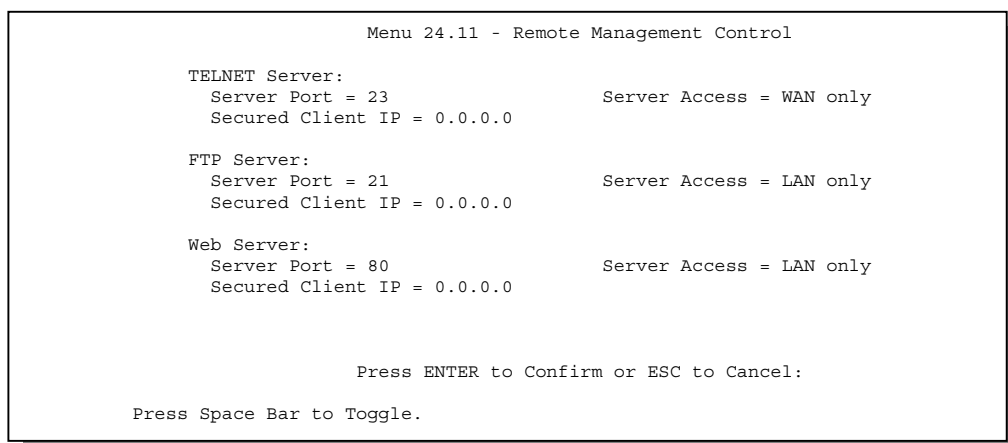 Menu 24.11 - Remote Management Control
TELNET Server:
Server Port = 23 Server Access = WAN only
Secured Client IP = 0.0.0.0
FTP Server:
Server Port = 21 Server Access = LAN only
Secured Client IP = 0.0.0.0
Web Server:
Server Port = 80 Server Access = LAN only
Secured Client IP = 0.0.0.0
Press ENTER to Confirm or ESC to Cancel:
Press Space Bar to Toggle.